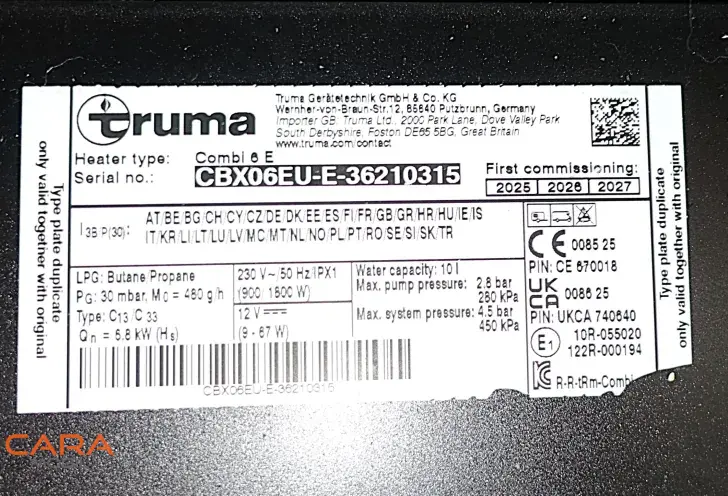 truma
Truma Gerätetechnik GmbH & Co. KG
Wernher-von-Braun-Str.12, 85640 Putzbrunn, Germany
Importer GB: Truma Ltd., 2000 Park Lane, Dove Valley Park
South Derbyshire, Foston DE65 5BG, Great Britain
www.truma.com/contact
Heater type: Combi 6 E
Serial no.: CBX06EU-E-36210315
First commissioning:
2025 2026 2027
I 3B/P(30): AT/BE/BG/CH/CY/CZ/DE/DK/EE/ES/FI/FR/GB/GR/HR/HU/IE/IS
IT/KR/LI/LT/LU/LV/MC/MT/NL/NO/PL/PT/RO/SE/SI/SK/TR
LPG: Butane/Propane
PG: 30 mbar, MG = 480 g/h
Type: C13/C33
Qn = 5.8 kW (Hs)
230 V~/50 Hz/IPX1
(900/1800 W)
12 V
(9 - 67 W)
Water capacity: 10 l
Max. pump pressure: 2.8 bar
280 kPa
Max. system pressure: 4.5 bar
450 kPa
CE 0085 25
PIN: CE 670018
UKCA 0086 25
PIN: UKCA 740640
E1 10R-055020
122R-000194
R-R-tRm-Comb
CBX06EU-E-36210315
Type plate duplicate
only valid together with original
Type plate duplicate
only valid together with original
CARA